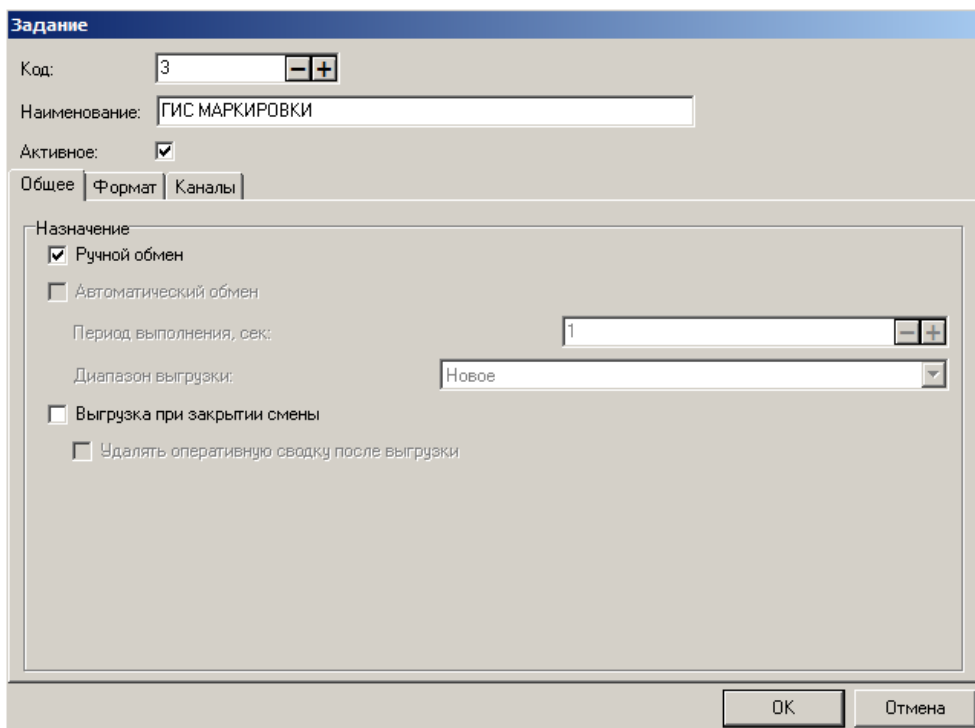 Задание
Код: 3
Наименование: ГИС МАРКИРОВКИ
Активное:
Общее Формат Каналы
Назначение
Ручной обмен
Автоматический обмен
Период выполнения, сек: 1
Диапазон выгрузки: Новое
Выгрузка при закрытии смены
Удалять оперативную сводку после выгрузки
ОК Отмена